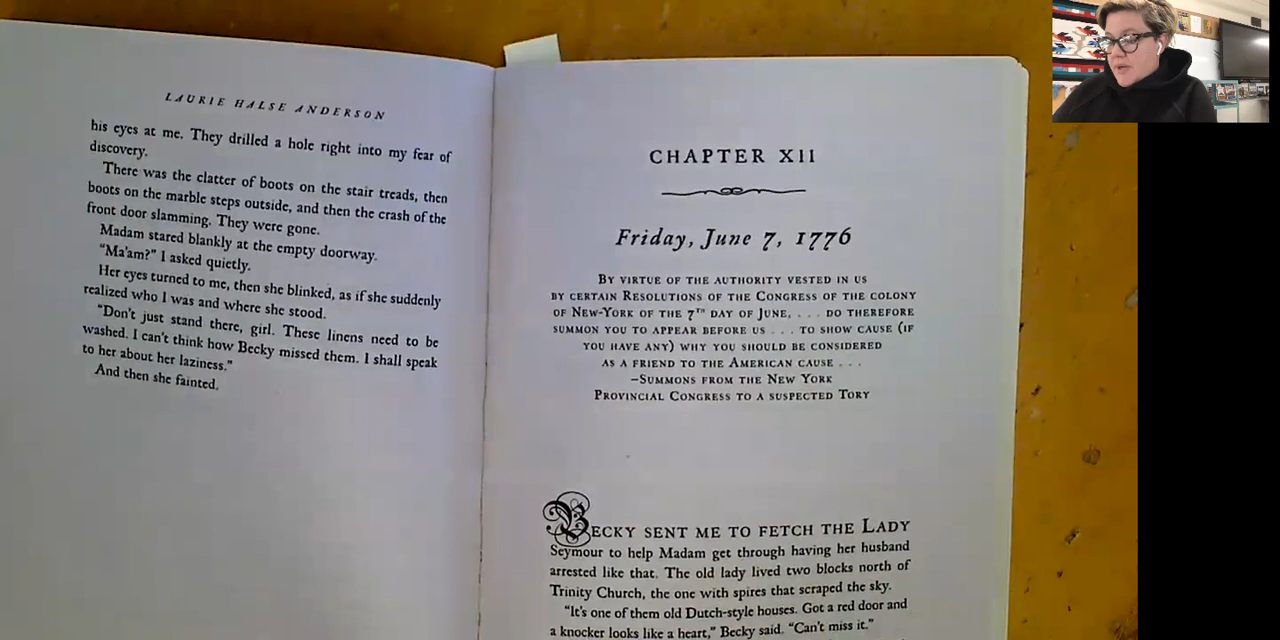 LAURIE HALSE ANDERSON
his eyes at me. They drilled a hole right into my fear of
discovery.
There was the clatter of boots on the stair treads, then
boots on the marble steps outside, and then the crash of the
front door slamming. They were gone.
Madam stared blankly at the empty doorway.
“Ma'am?” I asked quietly.
Her eyes turned to me, then she blinked, as if she suddenly
realized who I was and where she stood.
“Don't just stand there, girl. These linens need to be
washed. I can't think how Becky missed them. I shall speak
to her about her laziness.”
And then she fainted.
CHAPTER XII
Friday, June 7, 1776
By virtue of the authority vested in us
by certain Resolutions of the Congress of the colony
of New-York of the 7th day of June, . . . do therefore
summon you to appear before us . . . to show cause (if
you have any) why you should be considered
as a friend to the American cause . . .
–Summons from the New York
Provincial Congress to a suspected Tory
BECKY SENT ME TO FETCH THE LADY
Seymour to help Madam get through having her husband
arrested like that. The old lady lived two blocks north of
Trinity Church, the one with spires that scraped the sky.
“It's one of them old Dutch-style houses. Got a red door and
a knocker looks like a heart,” Becky said. “Can't miss it.”